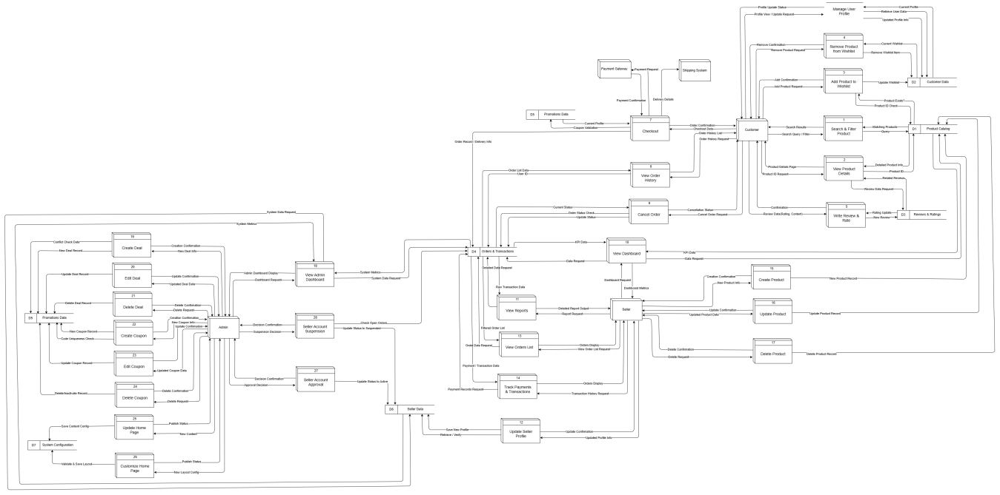 Profile Update Status
Profile View / Update Request
Manage User
Profile
Current Profile
Retrieve User Data
Updated Profile Info
Remove Confirmation
Remove Product Request
4
Remove Product
from Wishlist
Current Wishlist
Remove Wishlist Item
Payment Gateway
Payment Request
Shipping System
Add Confirmation
Add Product Request
3
Add Product to
Wishlist
Update Wishlist
D2
Customer Data
Payment Confirmation
Delivery Details
Product Exists?
Product ID Check
D5
Promotions Data
Current Profile
Coupon Validation
7
Checkout
Order Confirmation
Checkout Data
Order History List
Order History Request
Customer
Search Results
Search Query / Filter
1
Search & Filter
Product
Matching Products
Query
D1
Product Catalog
Order Record / Delivery Info
Order List Data
User ID
8
View Order
History
Product Details Page
Product ID Request
2
View Product
Details
Detailed Product Info
Product ID
Related Reviews
Review Data Request
Current Status
Order Status Check
Update Status
Cancel Order
Cancellation Status
Cancel Order Request
Confirmation
Review Data(Rating, Content)
5
Write Review &
Rate
Rating Update
New Review
D3
Reviews & Ratings
System Data Request
System Metrics
Conflict Check Data
New Deal Record
19
Create Deal
Creation Confirmation
New Deal Info
D4
Orders & Transactions
KPI Data
Data Request
10
View Dashboard
KPI Data
Data Request
Detailed Data Request
Update Deal Record
20
Edit Deal
Update Confirmation
Updated Deal Data
Admin Dashboard Display
Dashboard Request
18
View Admin
Dashboard
System Metrics
System Data Request
Raw Transaction Data
Dashboard Request
Dashboard Metrics
Creation Confirmation
New Product Info
15
Create Product
New Product Record
Delete Deal Record
21
Delete Deal
Delete Confirmation
Delete Request
11
View Reports
Detailed Report Output
Report Request
Seller
Update Confirmation
Updated Product Data
16
Update Product
Update Product Record
D5
Promotions Data
New Coupon Record
Code Uniqueness Check
22
Create Coupon
Creation Confirmation
New Coupon Info
Update Confirmation
Admin
Decision Confirmation
Suspension Decision
28
Seller Account
Suspension
Check Open Orders
Update Status to Suspended
Filtered Order List
Order Data Request
13
View Orders List
Orders Display
View Order List Request
Delete Confirmation
Delete Request
17
Delete Product
Delete Product Record
Update Coupon Record
23
Edit Coupon
Updated Coupon Data
Payment / Transaction Data
Decision Confirmation
Approval Decision
27
Seller Account
Approval
Update Status to Active
Payment Records Request
14
Track Payments
& Transactions
Orders Display
Transaction History Request
Delete/Inactivate Record
24
Delete Coupon
Delete Confirmation
Delete Request
D6
Seller Data
Save New Profile
Retrieve / Verify
12
Update Seller
Profile
Update Confirmation
Updated Profile Info
Save Content Config
25
Update Home
Page
Publish Status
New Content
D7
System Configuration
Validate & Save Layout
26
Customize Home
Page
Publish Status
New Layout Config